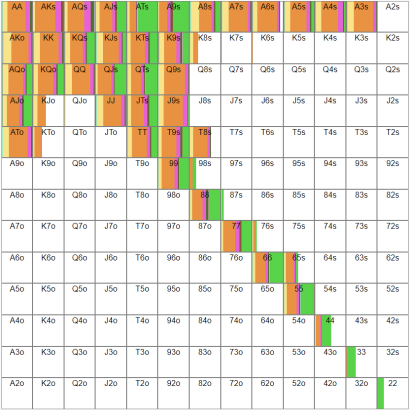 AA AKs AQs AJs ATs A9s A8s A7s A6s A5s A4s A3s A2s
AKo KK KQs KJs KTs K9s K8s K7s K6s K5s K4s K3s K2s
AQo KQo QQ QJs QTs Q9s Q8s Q7s Q6s Q5s Q4s Q3s Q2s
AJo KJo QJo JJ JTs J9s J8s J7s J6s J5s J4s J3s J2s
ATo KTo QTo JTo TT T9s T8s T7s T6s T5s T4s T3s T2s
A9o K9o Q9o J9o T9o 99 98s 97s 96s 95s 94s 93s 92s
A8o K8o Q8o J8o T8o 98o 88 87s 86s 85s 84s 83s 82s
A7o K7o Q7o J7o T7o 97o 87o 77 76s 75s 74s 73s 72s
A6o K6o Q6o J6o T6o 96o 86o 76o 66 65s 64s 63s 62s
A5o K5o Q5o J5o T5o 95o 85o 75o 65o 55 54s 53s 52s
A4o K4o Q4o J4o T4o 94o 84o 74o 64o 54o 44 43s 42s
A3o K3o Q3o J3o T3o 93o 83o 73o 63o 53o 43o 33 32s
A2o K2o Q2o J2o T2o 92o 82o 72o 62o 52o 42o 32o 22